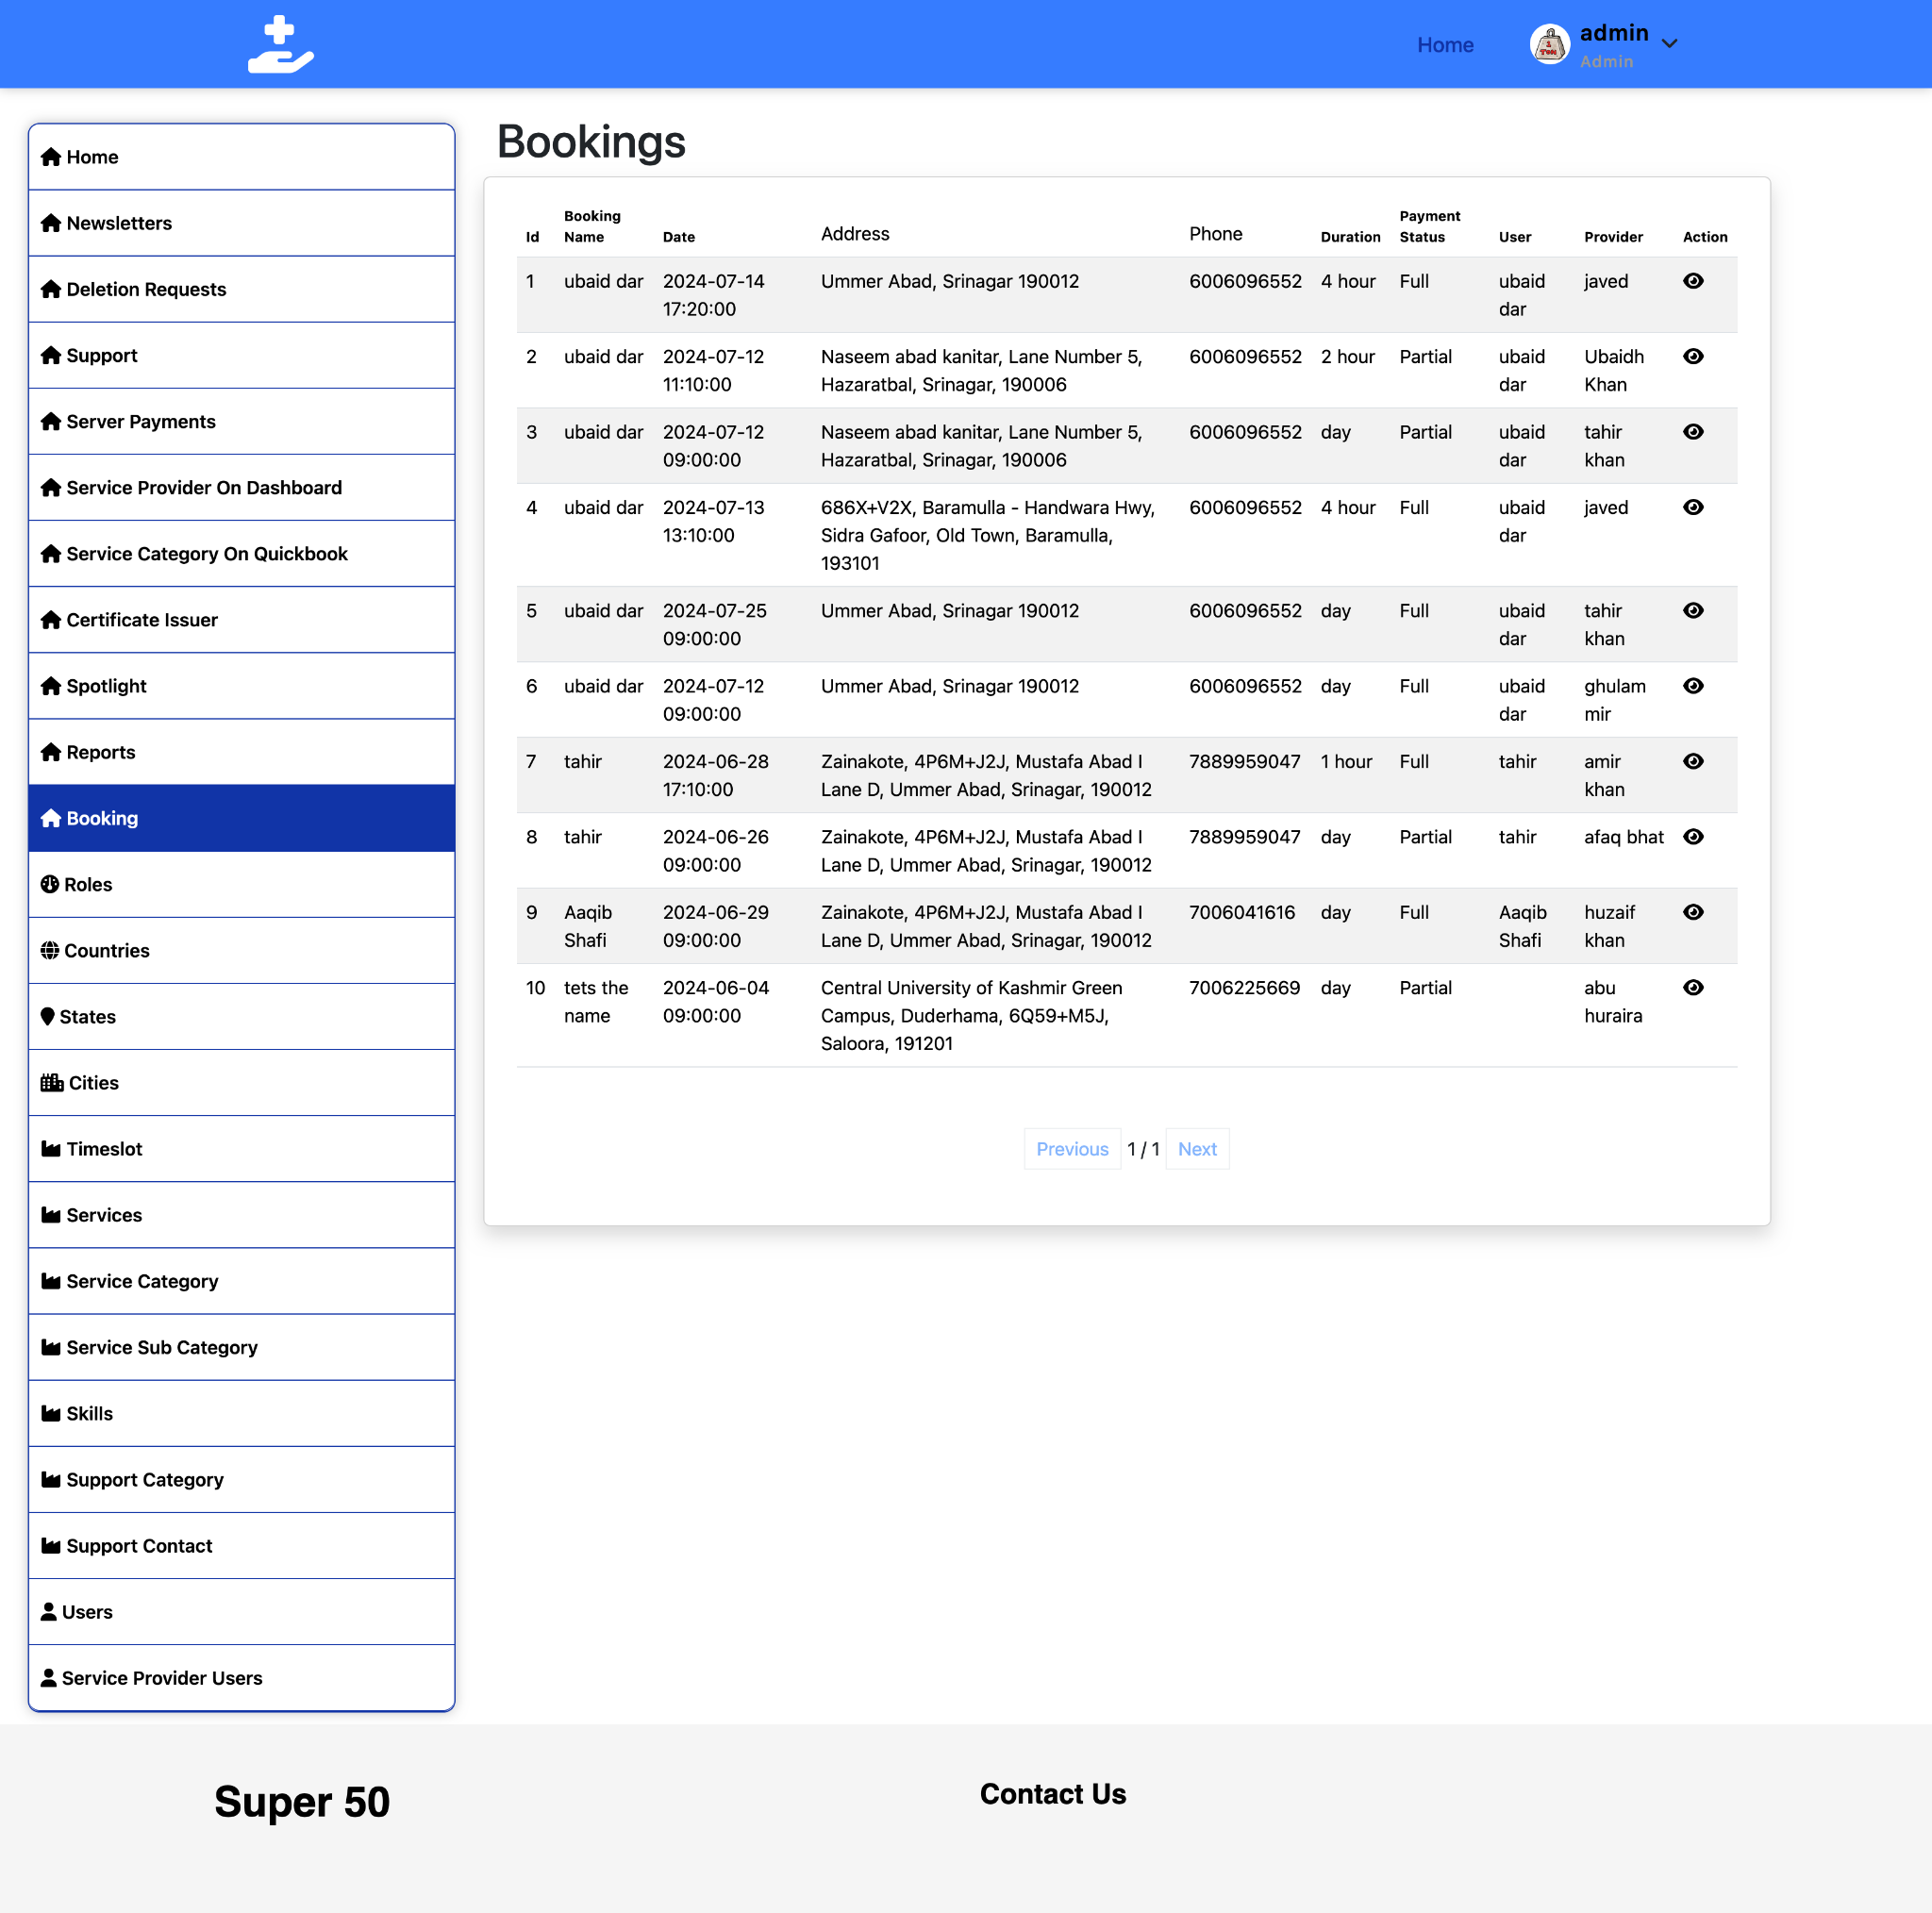 Home
admin
Admin
Home
Newsletters
Deletion Requests
Support
Server Payments
Service Provider On Dashboard
Service Category On Quickbook
Certificate Issuer
Spotlight
Reports
Booking
Roles
Countries
States
Cities
Timeslot
Services
Service Category
Service Sub Category
Skills
Support Category
Support Contact
Users
Service Provider Users
Bookings
Id Booking Name Date Address Phone Duration Payment Status User Provider Action
1 ubaid dar 2024-07-14 Ummer Abad, Srinagar 190012 6006096552 4 hour Full ubaid javed
17:20:00 dar
2 ubaid dar 2024-07-12 Naseem abad kanitar, Lane Number 5, 6006096552 2 hour Partial ubaid Ubaidh
11:10:00 Hazaratbal, Srinagar, 190006 dar Khan
3 ubaid dar 2024-07-12 Naseem abad kanitar, Lane Number 5, 6006096552 day Partial ubaid tahir
09:00:00 Hazaratbal, Srinagar, 190006 dar khan
4 ubaid dar 2024-07-13 686X+V2X, Baramulla - Handwara Hwy, 6006096552 4 hour Full ubaid javed
13:10:00 Sidra Gafoor, Old Town, Baramulla, dar
193101
5 ubaid dar 2024-07-25 Ummer Abad, Srinagar 190012 6006096552 day Full ubaid tahir
09:00:00 dar khan
6 ubaid dar 2024-07-12 Ummer Abad, Srinagar 190012 6006096552 day Full ubaid ghulam
09:00:00 dar mir
7 tahir 2024-06-28 Zainakote, 4P6M+J2J, Mustafa Abad I 7889959047 1 hour Full tahir amir
17:10:00 Lane D, Ummer Abad, Srinagar, 190012 khan
8 tahir 2024-06-26 Zainakote, 4P6M+J2J, Mustafa Abad I 7889959047 day Partial tahir afaq bhat
09:00:00 Lane D, Ummer Abad, Srinagar, 190012
9 Aaqib 2024-06-29 Zainakote, 4P6M+J2J, Mustafa Abad I 7006041616 day Full Aaqib huzaif
Shafi 09:00:00 Lane D, Ummer Abad, Srinagar, 190012 Shafi khan
10 tets the 2024-06-04 Central University of Kashmir Green 7006225669 day Partial abu
name 09:00:00 Campus, Duderhama, 6Q59+M5J, huraira
Saloora, 191201
Previous 1 / 1 Next
Super 50
Contact Us